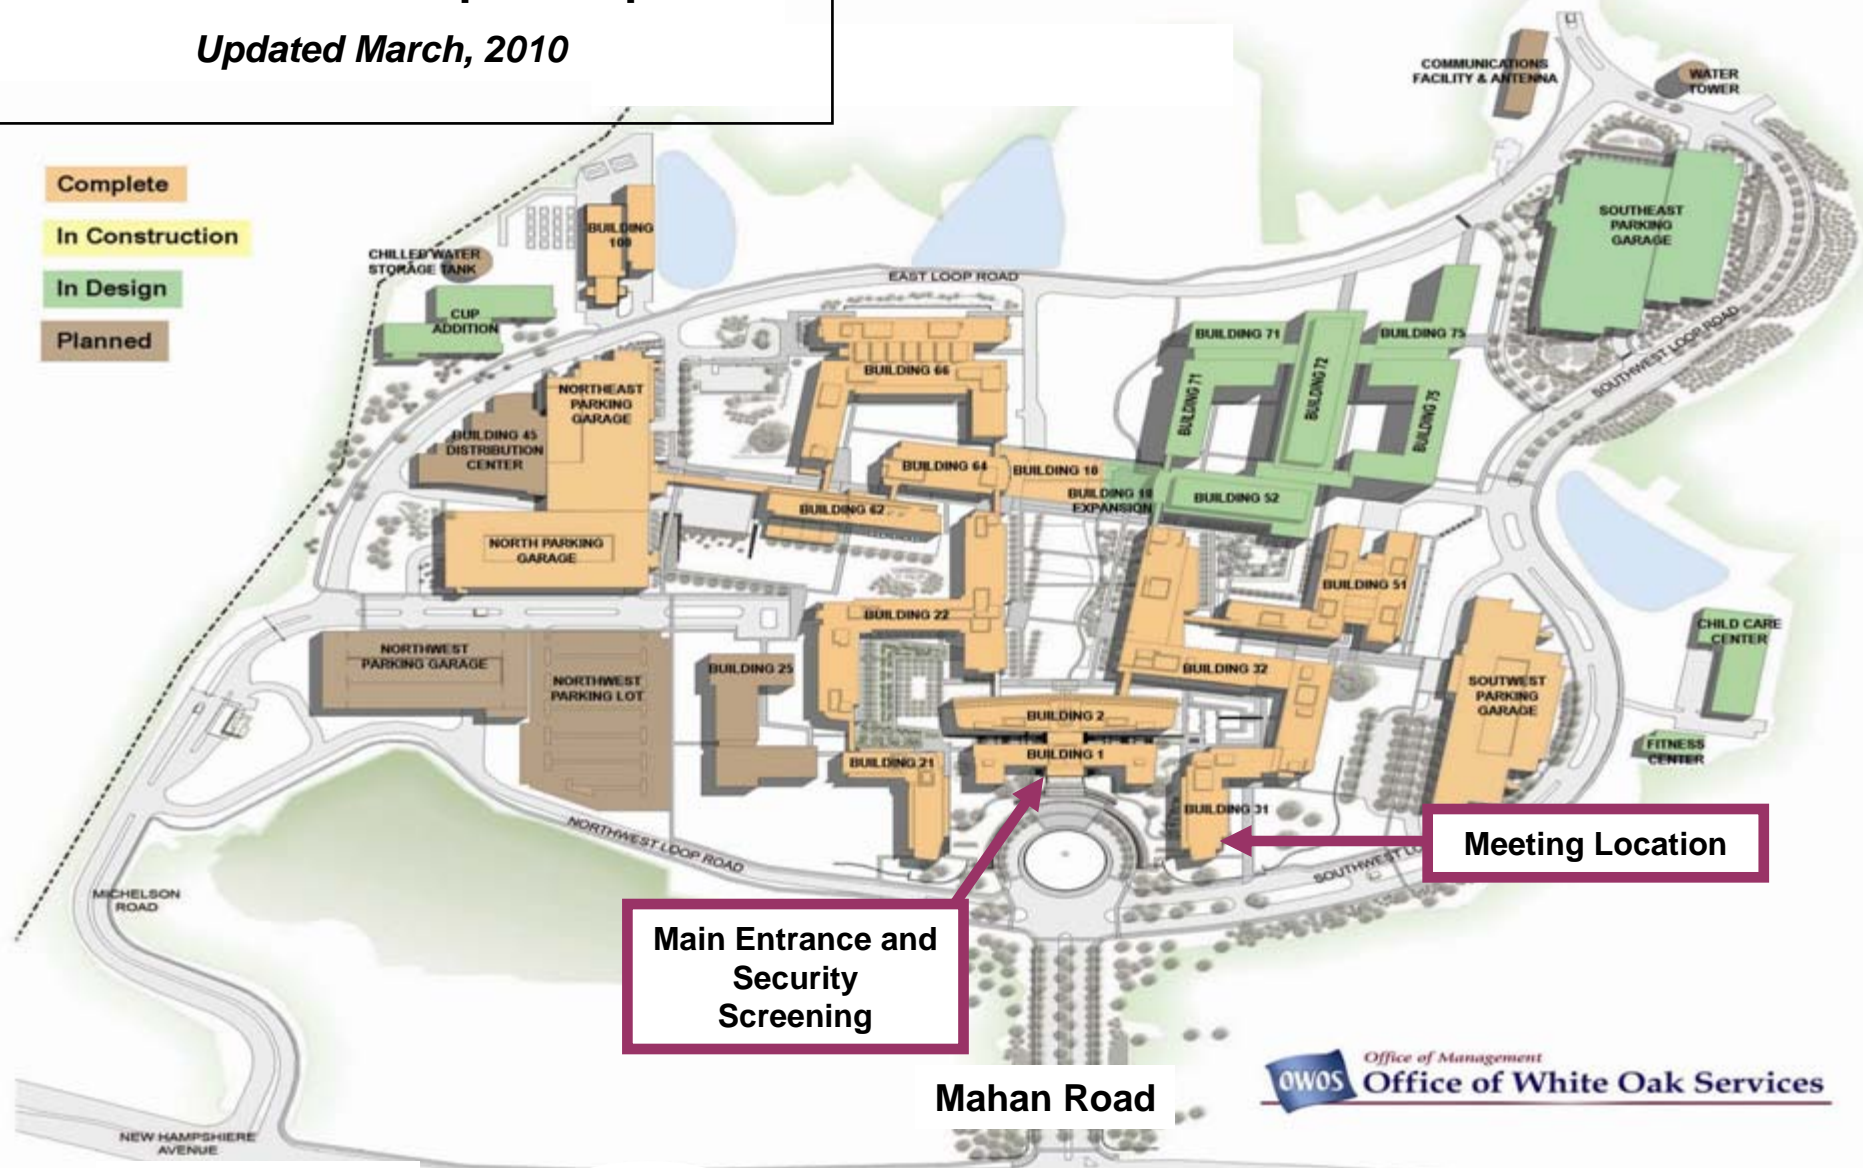 Updated March, 2010
Complete
In Construction
In Design
Planned
COMMUNICATIONS
FACILITY & ANTENNA
WATER
TOWER
SOUTHEAST
PARKING
GARAGE
BUILDING
100
CHILLED WATER
STORAGE TANK
CUP
ADDITION
EAST LOOP ROAD
BUILDING 71
BUILDING 75
BUILDING 72
BUILDING 71
BUILDING 75
SOUTHWEST LOOP ROAD
BUILDING 66
NORTHEAST
PARKING
GARAGE
BUILDING 45
DISTRIBUTION
CENTER
BUILDING 64
BUILDING 10
BUILDING 10
EXPANSION
BUILDING 52
BUILDING 62
NORTH PARKING
GARAGE
BUILDING 51
BUILDING 22
CHILD CARE
CENTER
NORTHWEST
PARKING GARAGE
NORTHWEST
PARKING LOT
BUILDING 25
BUILDING 32
SOUTWEST
PARKING
GARAGE
BUILDING 2
BUILDING 1
BUILDING 21
FITNESS
CENTER
BUILDING 31
Meeting Location
NORTHWEST LOOP ROAD
SOUTHWEST LO
MICHELSON
ROAD
Main Entrance and
Security
Screening
Mahan Road
OWOS
Office of Management
Office of White Oak Services
NEW HAMPSHIERE
AVENUE